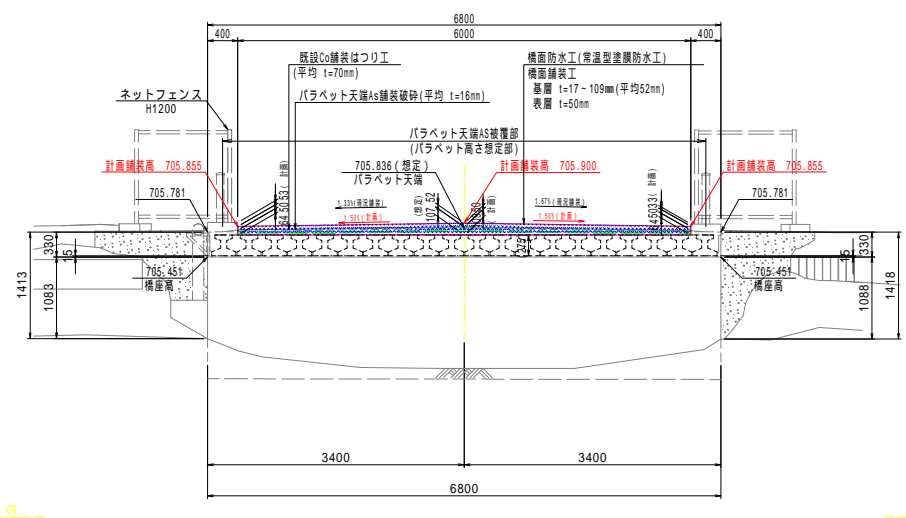 6800
400
6000
400
既設Co舗装はつり工
(平均 t=70mm)
橋面防水工(常温型塗膜防水工)
橋面舗装工
基層 t=17～109mm(平均52mm)
表層 t=50mm
パラペット天端As舗装破砕(平均 t=16mm)
ネットフェンス
H1200
パラペット天端AS被覆部
(パラペット高さ想定部)
計画舗装高 705.855
705.836(想定)
パラペット天端
計画舗装高 705.900
計画舗装高 705.855
705.781
705.781
1.33%(現況舗装)
1.50%(計画)
1.67%(現況舗装)
1.50%(計画)
(想定)
107 52
330
15
1413
1083
705.451
橋座高
705.451
橋座高
330
15
1088
1418
3400
3400
6800